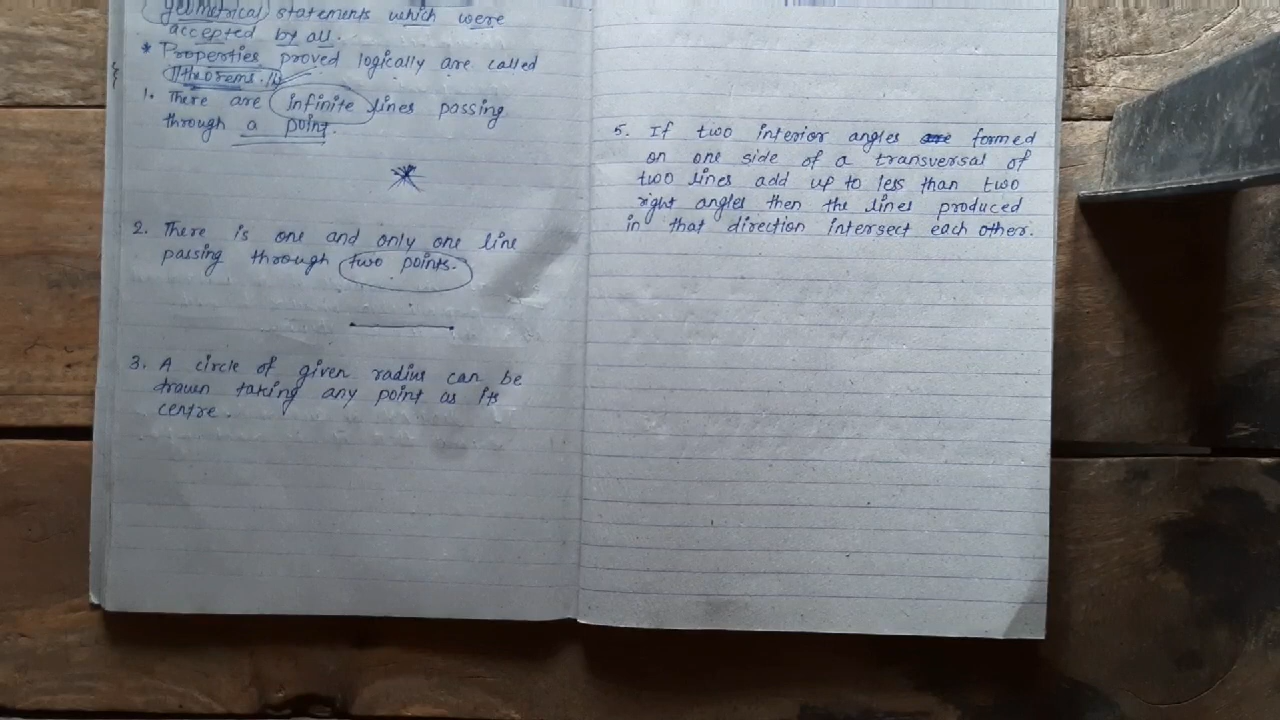 geometrical statements which were
accepted by all.
* Properties proved logically are called
Theorems.
1. There are infinite lines passing
through a point.
2. There is one and only one line
passing through two points.
3. A circle of given radius can be
drawn taking any point as its
centre.
5. If two interior angles are formed
on one side of a transversal of
two lines add up to less than two
right angles then the lines produced
in that direction intersect each other.